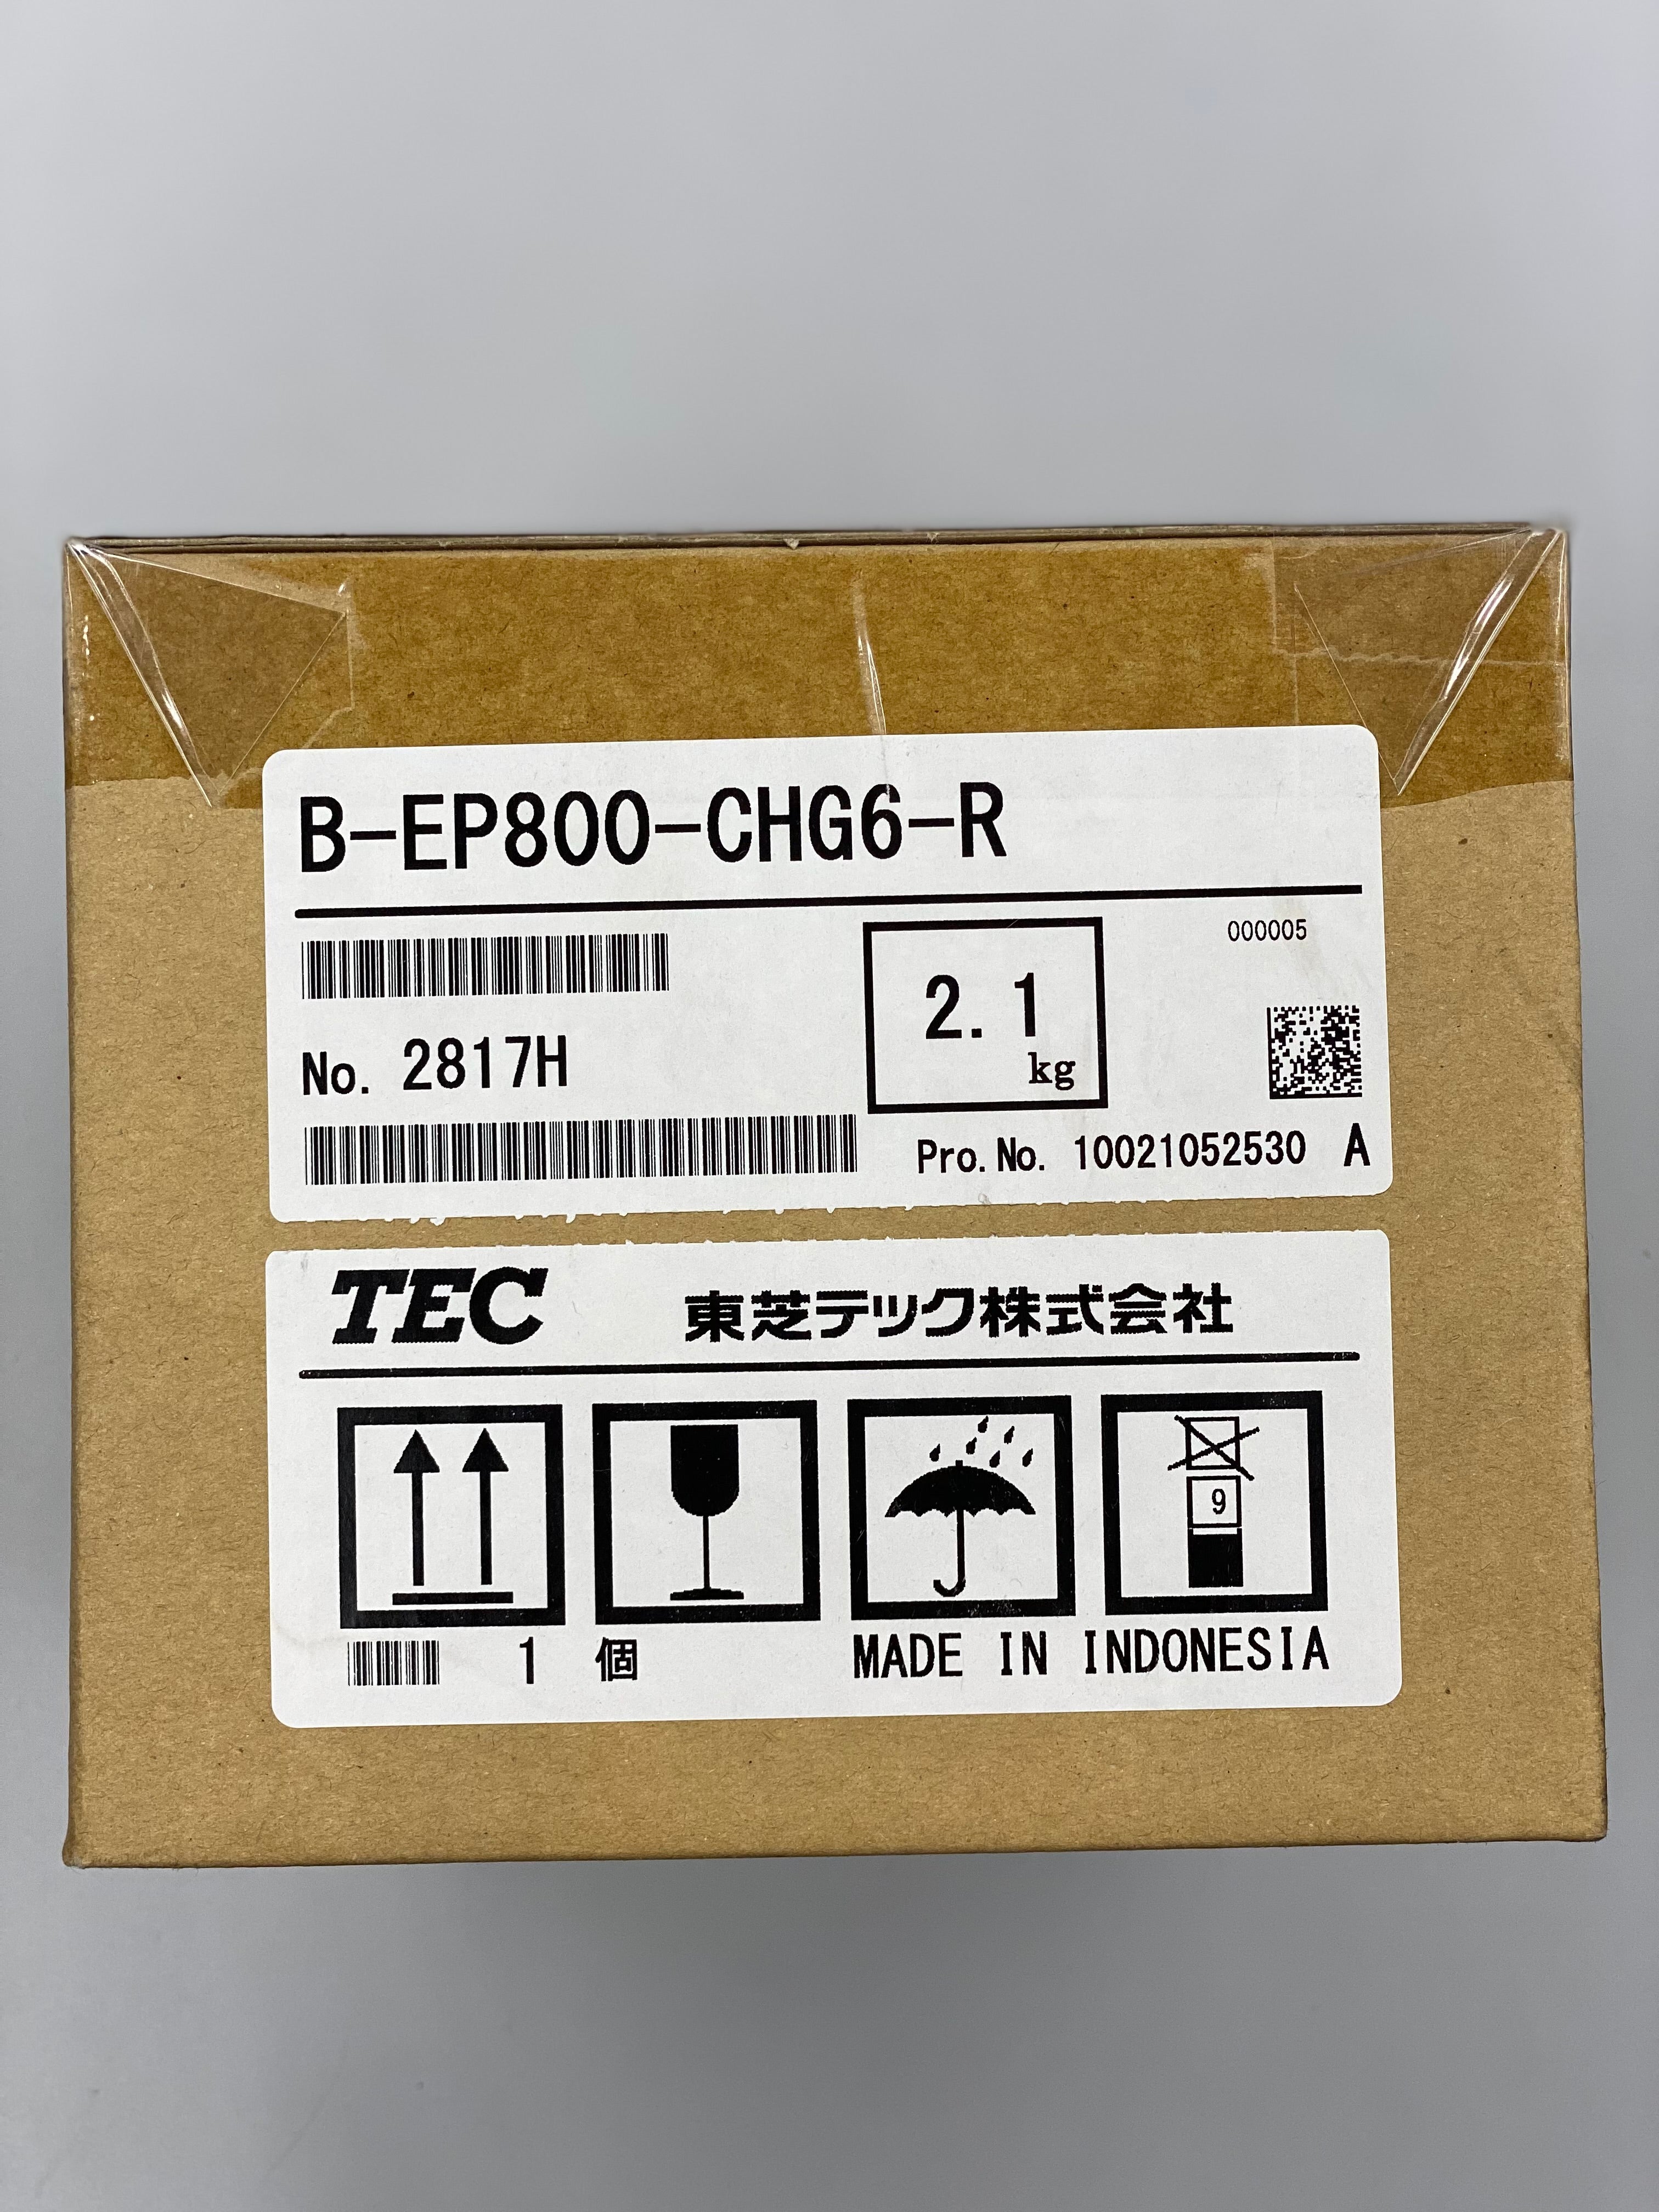 B-EP800-CHG6-R
000005
2.1
kg
No. 2817H
Pro. No. 10021052530 A
TEC 東芝テック株式会社
9
1 個 MADE IN INDONESIA